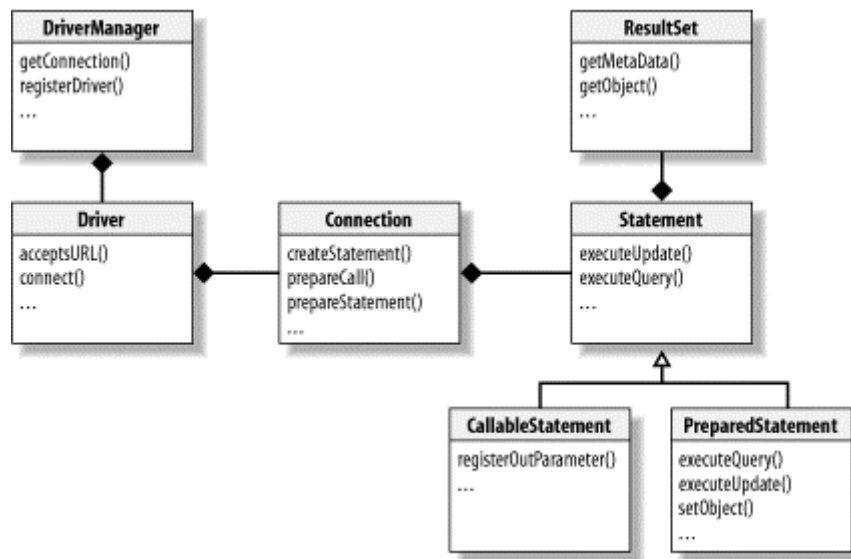 DriverManager
getConnection()
registerDriver()
...
ResultSet
getMetaData()
getObject()
...
Driver
acceptsURL()
connect()
...
Connection
createStatement()
prepareCall()
prepareStatement()
...
Statement
executeUpdate()
executeQuery()
...
CallableStatement
registerOutParameter()
...
PreparedStatement
executeQuery()
executeUpdate()
setObject()
...